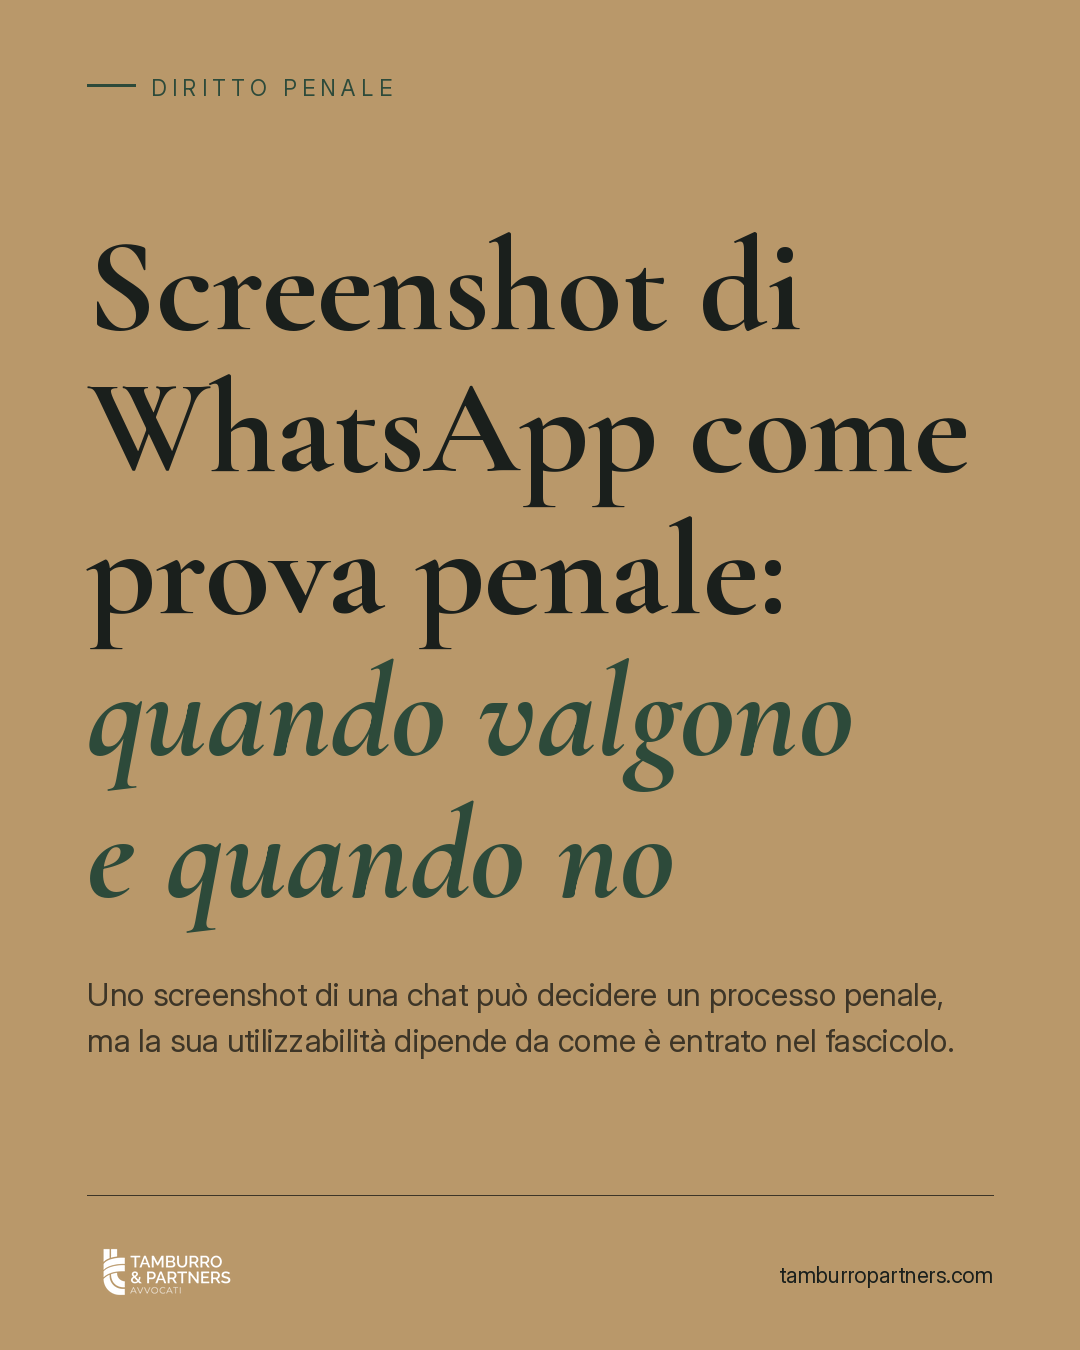 DIRITTO PENALE
Screenshot di
WhatsApp come
prova penale:
quando valgono
e quando no
Uno screenshot di una chat può decidere un processo penale,
ma la sua utilizzabilità dipende da come è entrato nel fascicolo.
TAMBURRO
& PARTNERS
AVVOCATI
tamburropartners.com